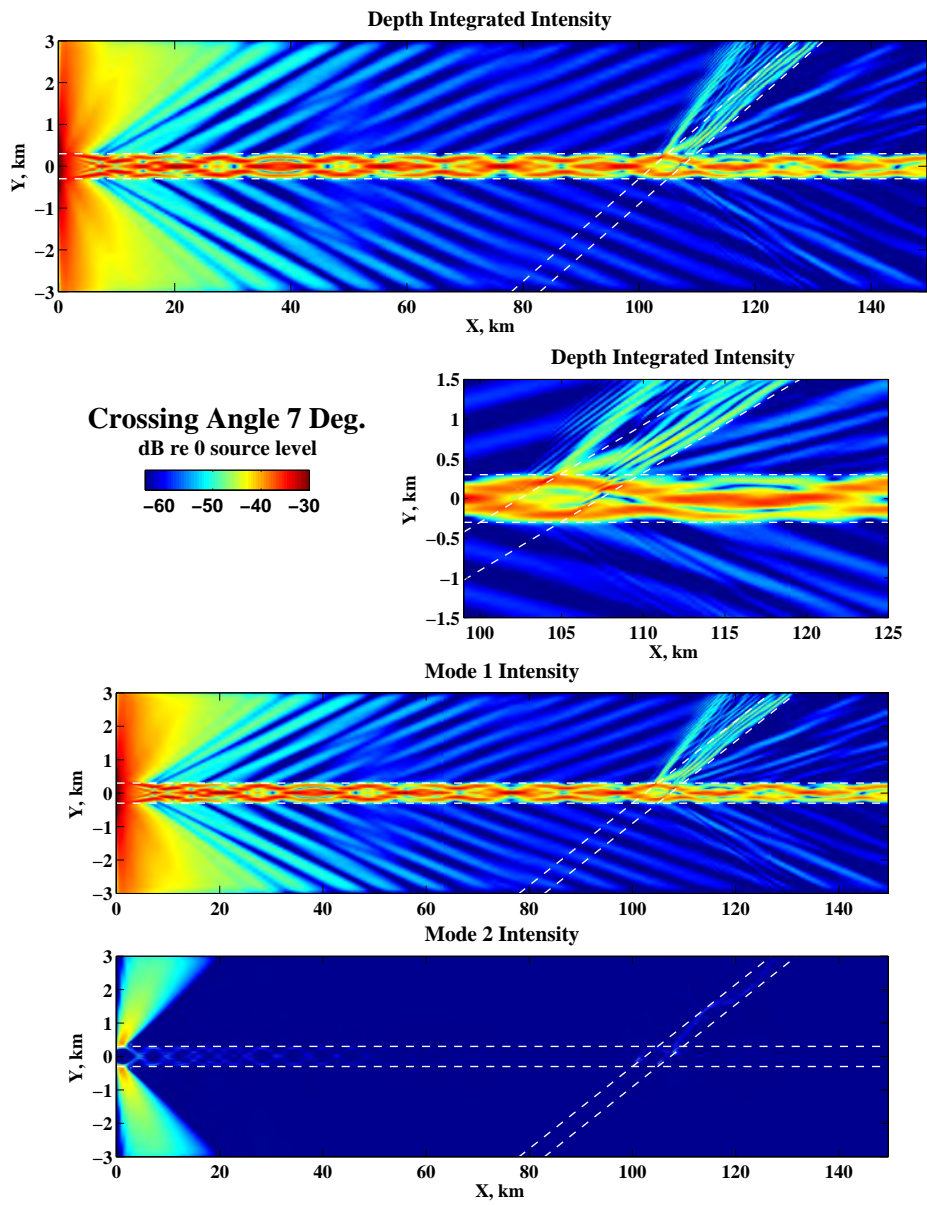 Depth Integrated Intensity
3
2
1
0
−1
−2
−3
Y, km
0 20 40 60 80 100 120 140
X, km
Depth Integrated Intensity
Crossing Angle 7 Deg.
dB re 0 source level
−60 −50 −40 −30
1.5
1
0.5
0
−0.5
−1
−1.5
Y, km
100 105 110 115 120 125
X, km
Mode 1 Intensity
3
2
1
0
−1
−2
−3
Y, km
0 20 40 60 80 100 120 140
Mode 2 Intensity
3
2
1
0
−1
−2
−3
Y, km
0 20 40 60 80 100 120 140
X, km